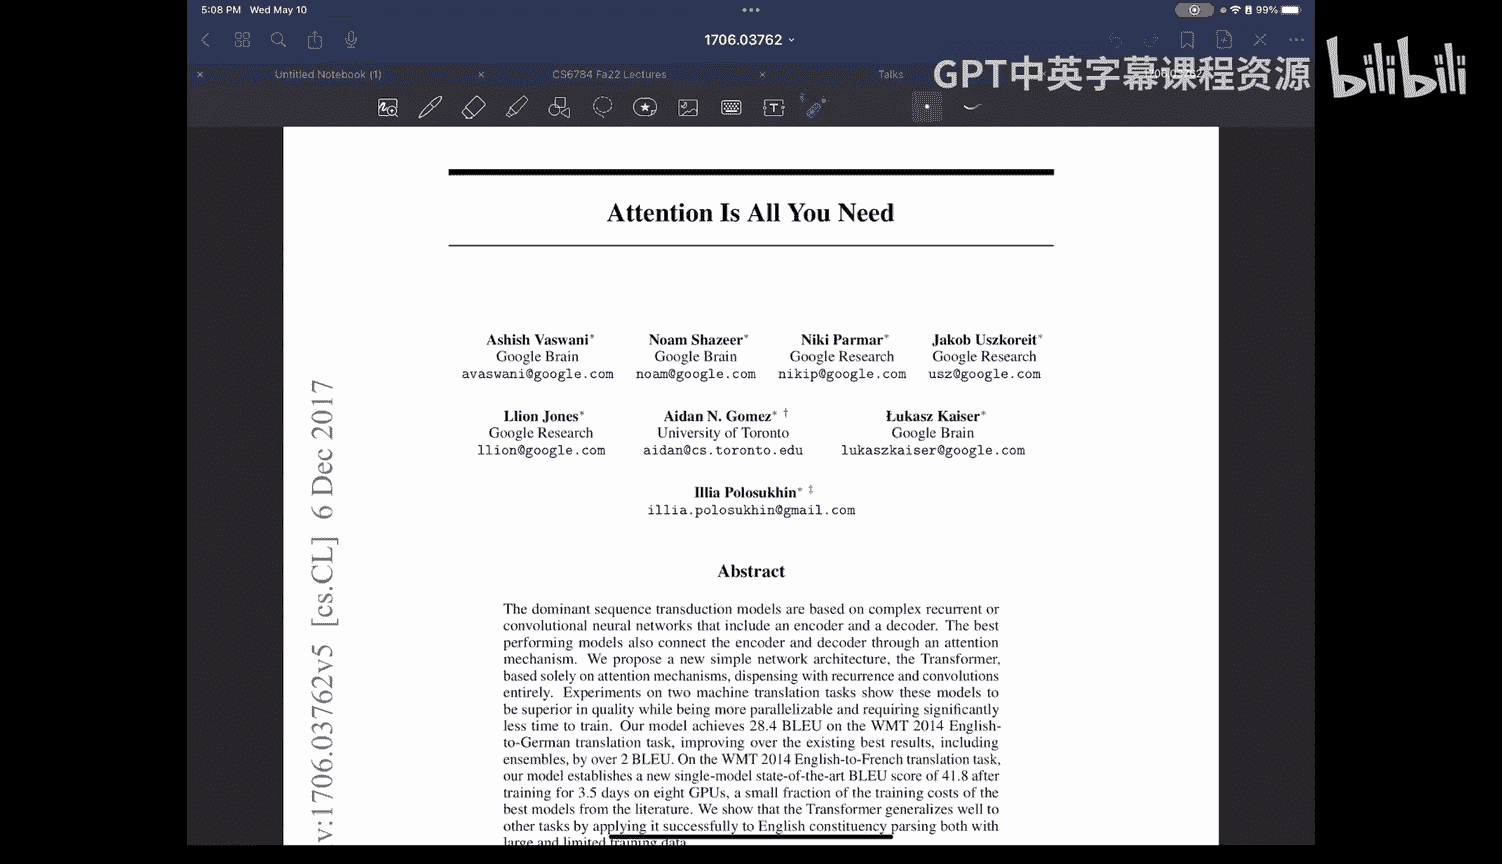 5:08 PM Wed May 10
99%
1706.03762
Untitled Notebook (1)
CS6784 Fa22 Lectures
Talks
1706.03762
GPT中英字幕课程资源
bilibili
Attention Is All You Need
Ashish Vaswani* Noam Shazeer* Niki Parmar* Jakob Uszkoreit*
Google Brain Google Brain Google Research Google Research
avaswani@google.com noam@google.com nikip@google.com usz@google.com
Llion Jones* Aidan N. Gomez* † Łukasz Kaiser*
Google Research University of Toronto Google Brain
llion@google.com aidan@cs.toronto.edu lukaszkaiser@google.com
Illia Polosukhin* ‡
illia.polosukhin@gmail.com
Abstract
The dominant sequence transduction models are based on complex recurrent or
convolutional neural networks that include an encoder and a decoder. The best
performing models also connect the encoder and decoder through an attention
mechanism. We propose a new simple network architecture, the Transformer,
based solely on attention mechanisms, dispensing with recurrence and convolutions
entirely. Experiments on two machine translation tasks show these models to
be superior in quality while being more parallelizable and requiring significantly
less time to train. Our model achieves 28.4 BLEU on the WMT 2014 English-
to-German translation task, improving over the existing best results, including
ensembles, by over 2 BLEU. On the WMT 2014 English-to-French translation task,
our model establishes a new single-model state-of-the-art BLEU score of 41.8 after
training for 3.5 days on eight GPUs, a small fraction of the training costs of the
best models from the literature. We show that the Transformer generalizes well to
other tasks by applying it successfully to English constituency parsing both with
large and limited training data.
v:1706.03762v5 [cs.CL] 6 Dec 2017